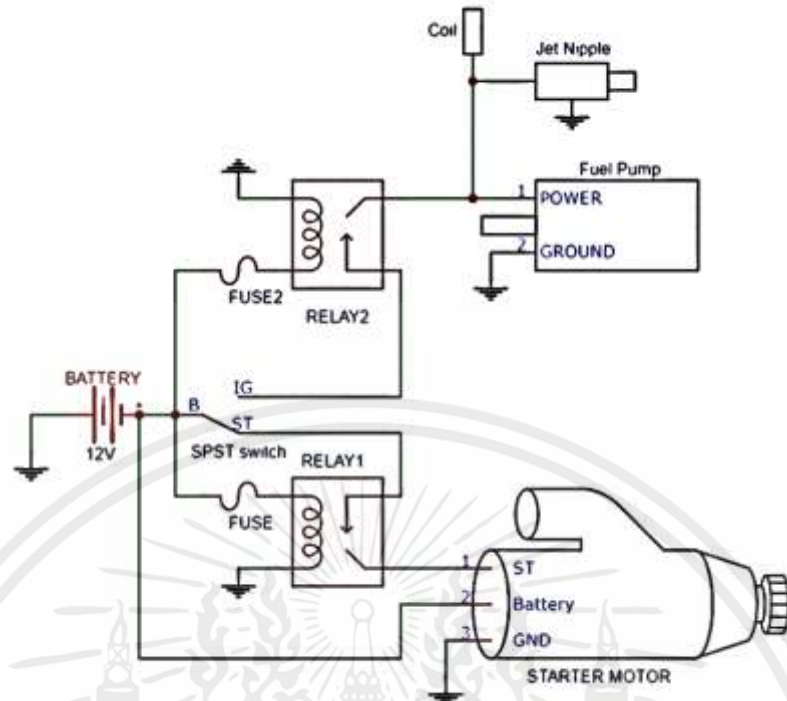 Coil
Jet Nipple
Fuel Pump
1 POWER
2 GROUND
FUSE2
RELAY2
BATTERY
IG
B
ST
12V
SPST switch
RELAY1
FUSE
1 ST
2 Battery
3 GND
STARTER MOTOR